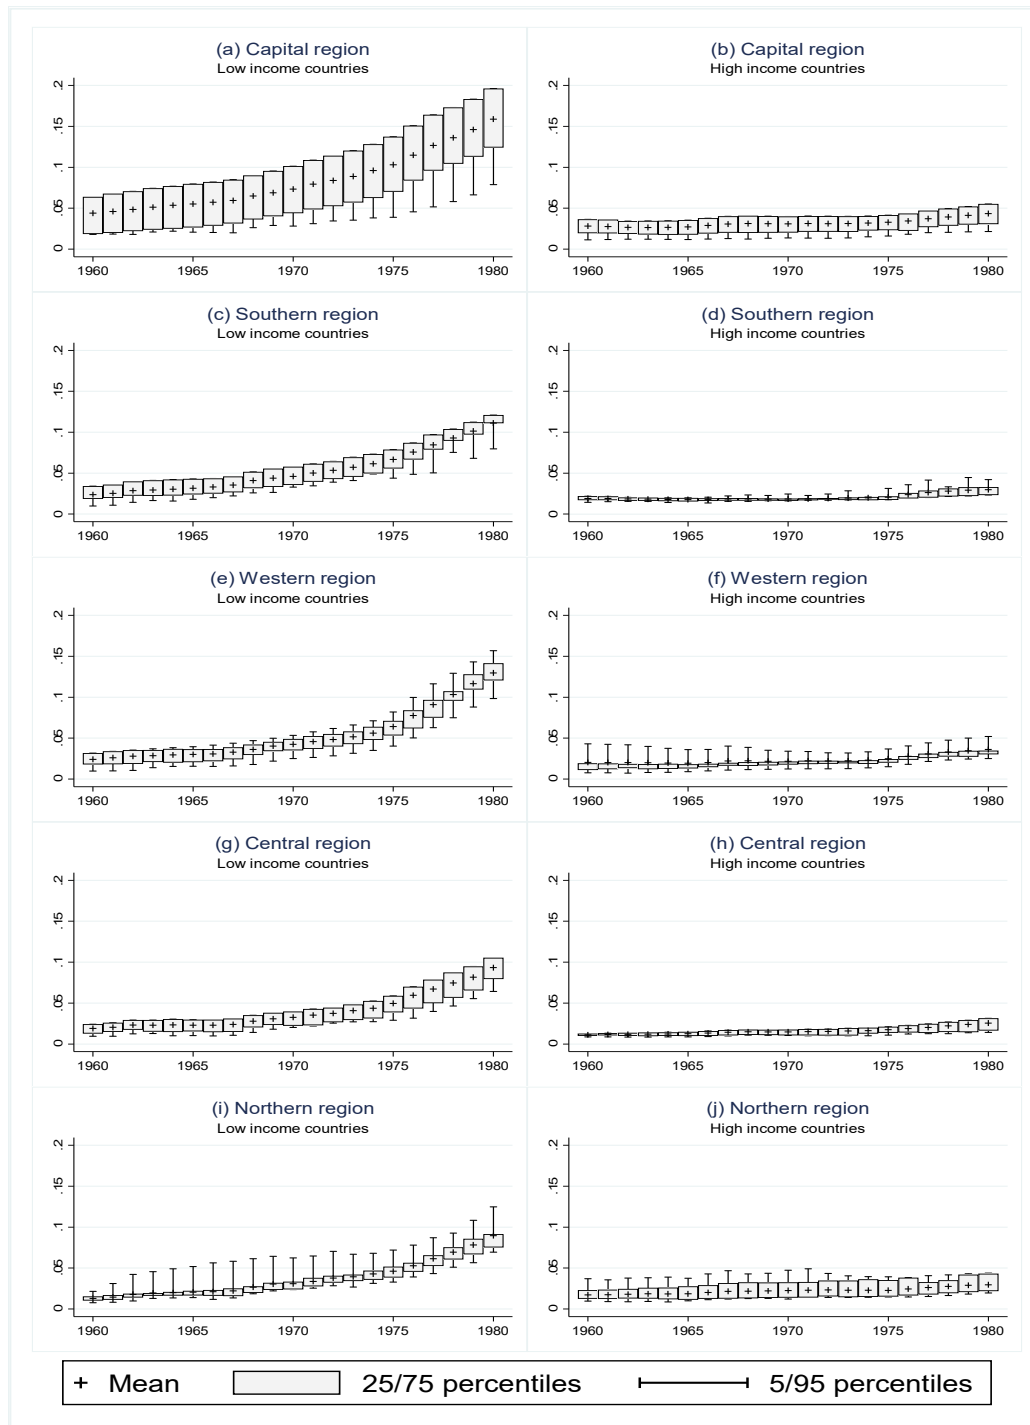 (a) Capital region
Low income countries
.2
.15
.1
.05
0
1960 1965 1970 1975 1980
(b) Capital region
High income countries
.2
.15
.1
.05
0
1960 1965 1970 1975 1980
(c) Southern region
Low income countries
.2
.15
.1
.05
0
1960 1965 1970 1975 1980
(d) Southern region
High income countries
.2
.15
.1
.05
0
1960 1965 1970 1975 1980
(e) Western region
Low income countries
.2
.15
.1
.05
0
1960 1965 1970 1975 1980
(f) Western region
High income countries
.2
.15
.1
.05
0
1960 1965 1970 1975 1980
(g) Central region
Low income countries
.2
.15
.1
.05
0
1960 1965 1970 1975 1980
(h) Central region
High income countries
.2
.15
.1
.05
0
1960 1965 1970 1975 1980
(i) Northern region
Low income countries
.2
.15
.1
.05
0
1960 1965 1970 1975 1980
(j) Northern region
High income countries
.2
.15
.1
.05
0
1960 1965 1970 1975 1980
Mean 25/75 percentiles 5/95 percentiles